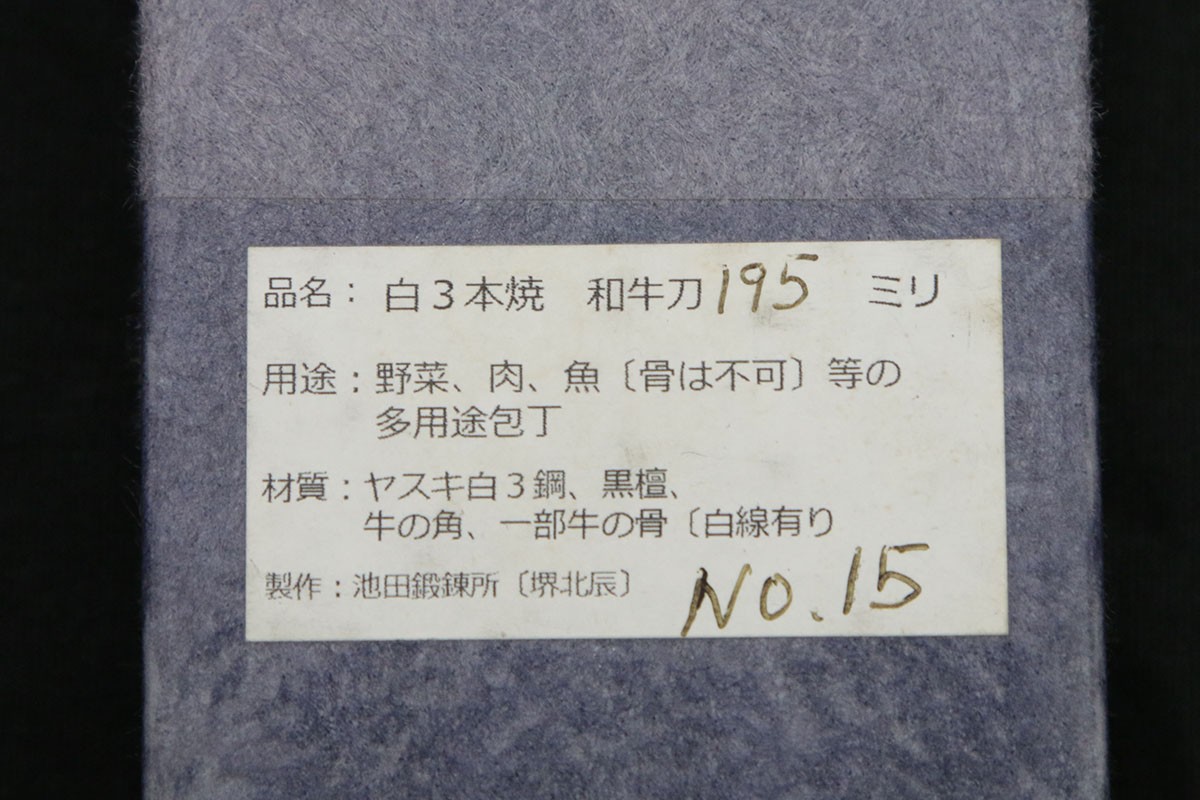 品名： 白３本焼　和牛刀 195　ミリ
用途：野菜、肉、魚〔骨は不可〕等の
多用途包丁
材質：ヤスキ白３鋼、黒檀、
牛の角、一部牛の骨〔白線有り
製作：池田鍛錬所〔堺北辰〕
NO.15